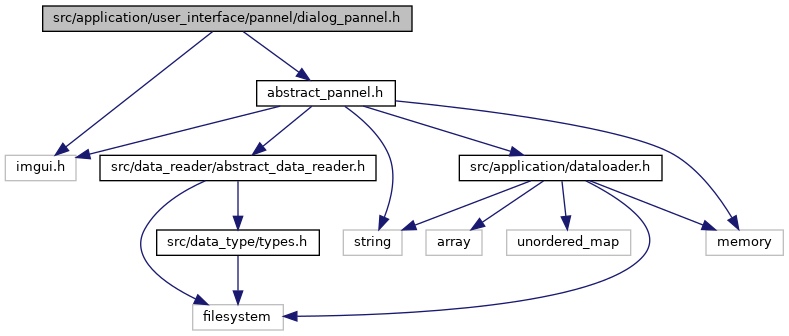 src/application/user_interface/pannel/dialog_pannel.h
abstract_pannel.h
imgui.h
src/data_reader/abstract_data_reader.h
src/application/dataloader.h
src/data_type/types.h
string
array
unordered_map
memory
filesystem